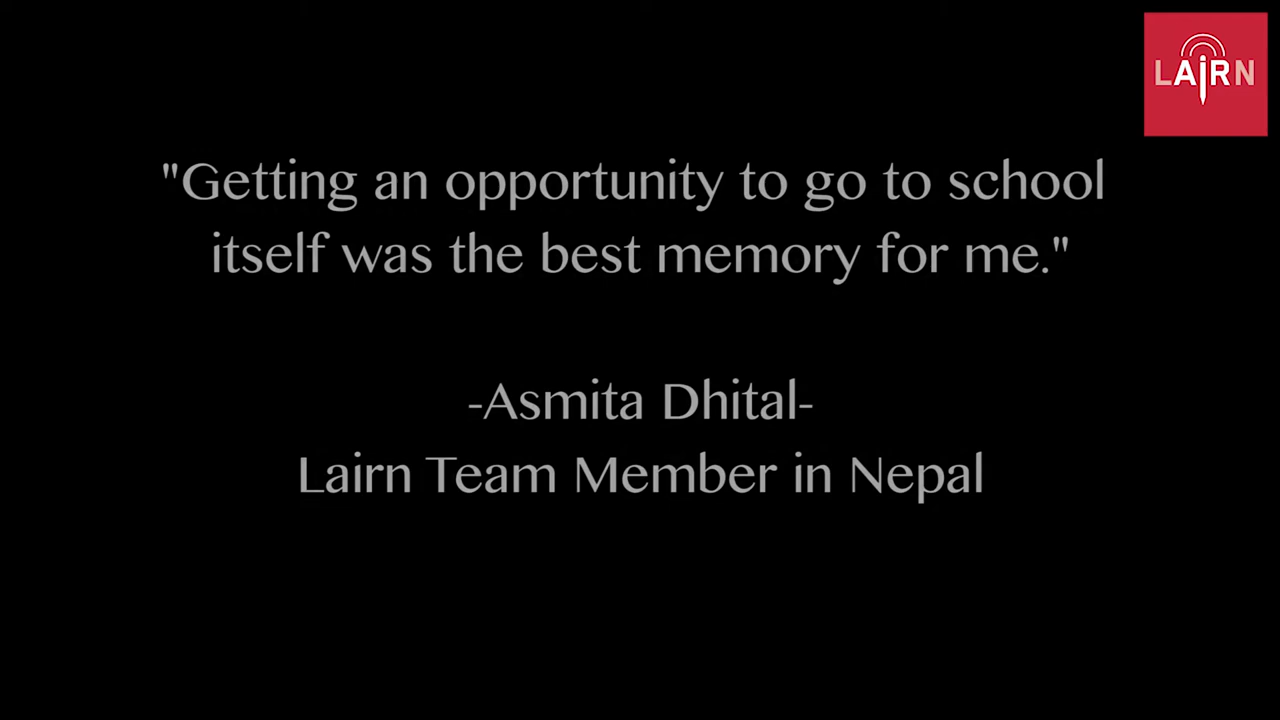 LAiRN
"Getting an opportunity to go to school
itself was the best memory for me."
-Asmita Dhital-
Lairn Team Member in Nepal